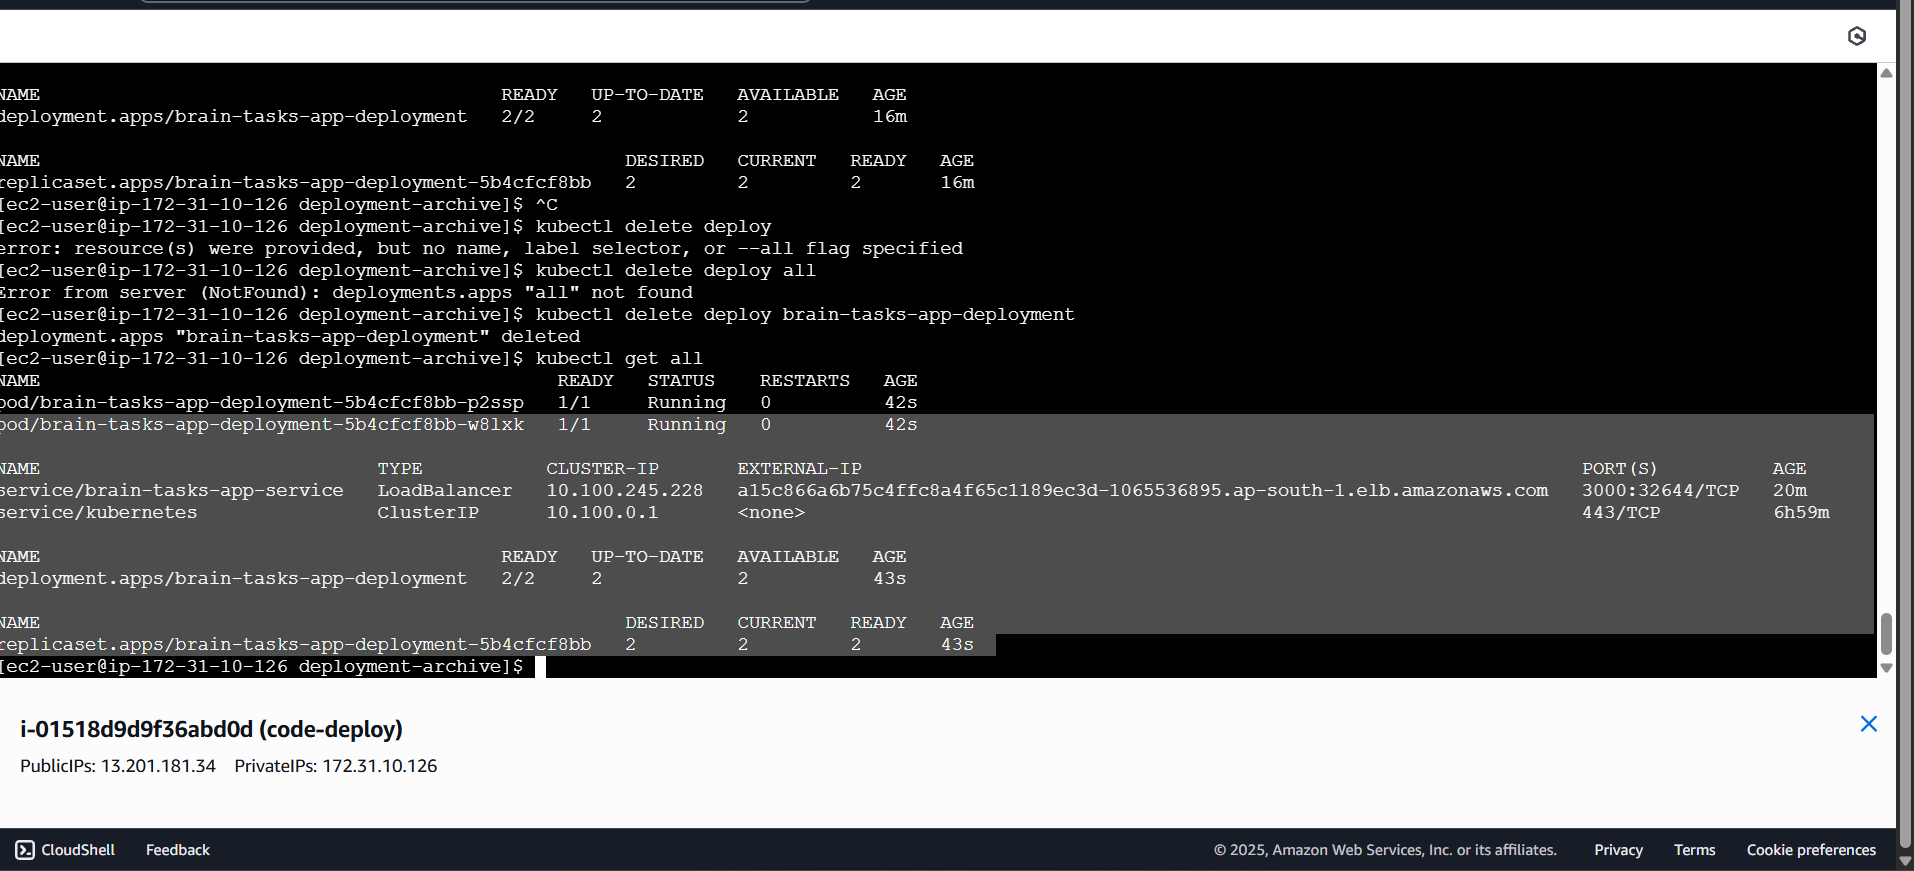 NAME READY UP-TO-DATE AVAILABLE AGE
deployment.apps/brain-tasks-app-deployment 2/2 2 2 16m
NAME DESIRED CURRENT READY AGE
replicaset.apps/brain-tasks-app-deployment-5b4cfcf8bb 2 2 2 16m
[ec2-user@ip-172-31-10-126 deployment-archive]$ ^C
[ec2-user@ip-172-31-10-126 deployment-archive]$ kubectl delete deploy
error: resource(s) were provided, but no name, label selector, or --all flag specified
[ec2-user@ip-172-31-10-126 deployment-archive]$ kubectl delete deploy all
Error from server (NotFound): deployments.apps "all" not found
[ec2-user@ip-172-31-10-126 deployment-archive]$ kubectl delete deploy brain-tasks-app-deployment
deployment.apps "brain-tasks-app-deployment" deleted
[ec2-user@ip-172-31-10-126 deployment-archive]$ kubectl get all
NAME READY STATUS RESTARTS AGE
pod/brain-tasks-app-deployment-5b4cfcf8bb-p2ssp 1/1 Running 0 42s
pod/brain-tasks-app-deployment-5b4cfcf8bb-w8lxk 1/1 Running 0 42s
NAME TYPE CLUSTER-IP EXTERNAL-IP PORT(S) AGE
service/brain-tasks-app-service LoadBalancer 10.100.245.228 a15c866a6b75c4ffc8a4f65c1189ec3d-1065536895.ap-south-1.elb.amazonaws.com 3000:32644/TCP 20m
service/kubernetes ClusterIP 10.100.0.1 <none> 443/TCP 6h59m
NAME READY UP-TO-DATE AVAILABLE AGE
deployment.apps/brain-tasks-app-deployment 2/2 2 2 43s
NAME DESIRED CURRENT READY AGE
replicaset.apps/brain-tasks-app-deployment-5b4cfcf8bb 2 2 2 43s
[ec2-user@ip-172-31-10-126 deployment-archive]$
i-01518d9d9f36abd0d (code-deploy)
PublicIPs: 13.201.181.34 PrivateIPs: 172.31.10.126
CloudShell Feedback © 2025, Amazon Web Services, Inc. or its affiliates. Privacy Terms Cookie preferences